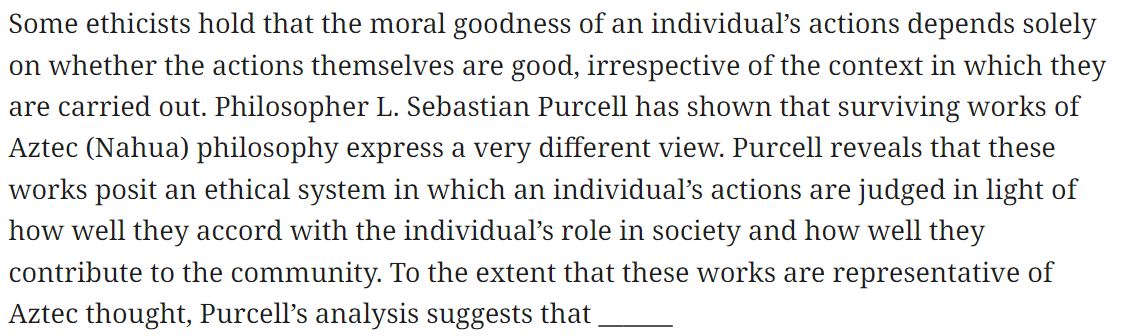 Some ethicists hold that the moral goodness of an individual’s actions depends solely
on whether the actions themselves are good, irrespective of the context in which they
are carried out. Philosopher L. Sebastian Purcell has shown that surviving works of
Aztec (Nahua) philosophy express a very different view. Purcell reveals that these
works posit an ethical system in which an individual’s actions are judged in light of
how well they accord with the individual’s role in society and how well they
contribute to the community. To the extent that these works are representative of
Aztec thought, Purcell’s analysis suggests that ______